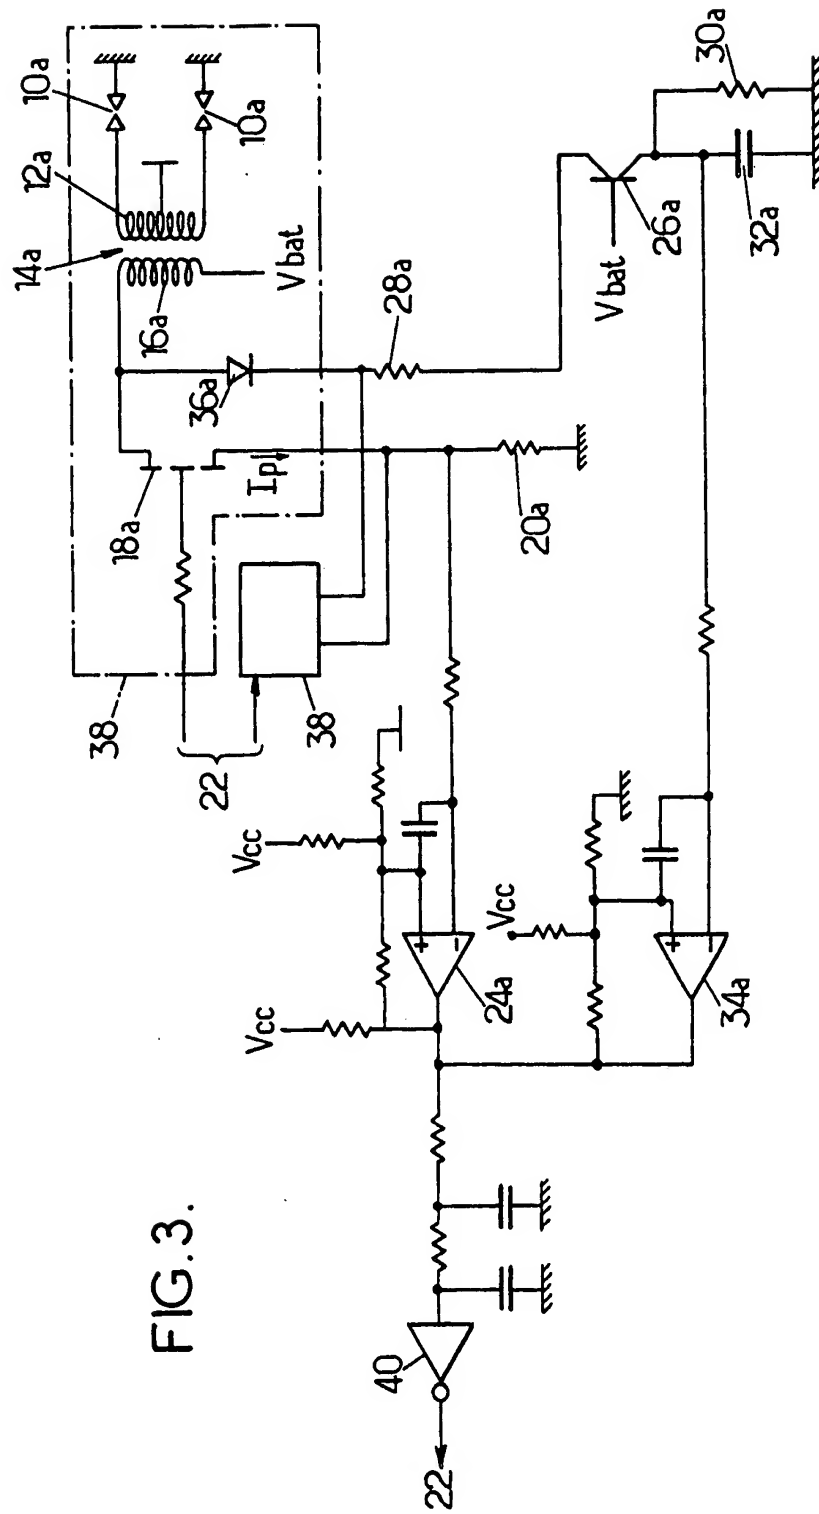 10a
12a
10a
14a
16a
Vbat
30a
36a
28a
Vbat
26a
32a
18a
Ip
20a
38
22
38
Vcc
Vcc
24a
34a
Vcc
+
-
+
-
FIG.3.
40
22